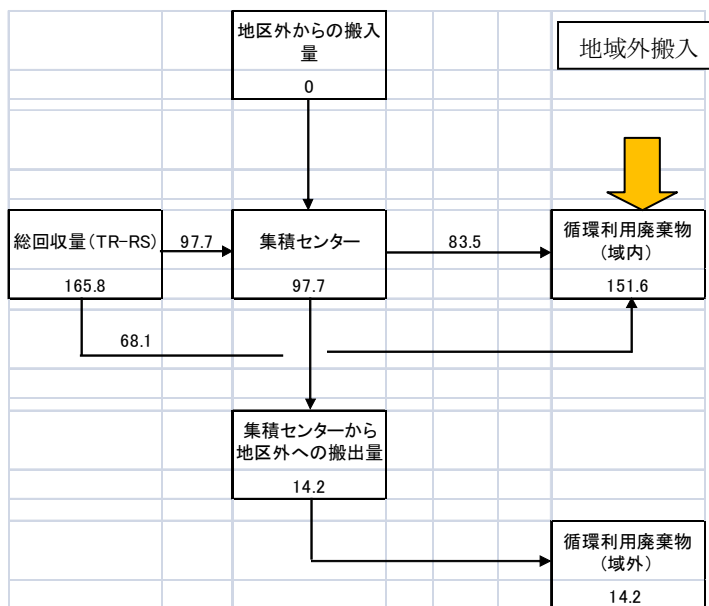 地区外からの搬入
量
0
地域外搬入
総回収量(TR-RS)
165.8
97.7
集積センター
97.7
83.5
循環利用廃棄物
(域内)
151.6
68.1
集積センターから
地区外への搬出量
14.2
循環利用廃棄物
(域外)
14.2